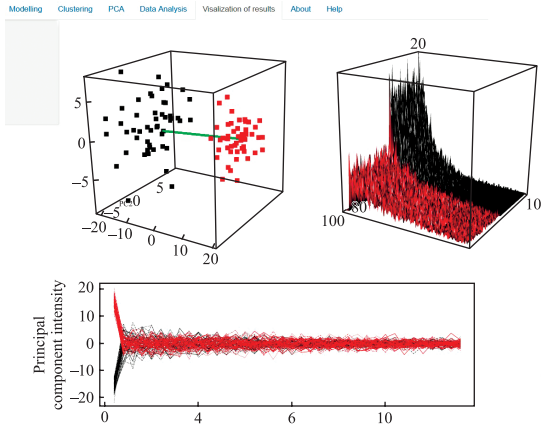 Modelling Clustering PCA Data Analysis Visalization of results About Help
20
5
0
−5
5
0
−5
−20 −10 0 10 20
100 80
10
Principal
component intensity
20
10
0
−10
−20
0 4 6 10